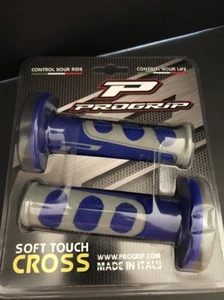 CONTROL YOUR RIDE
CONTROL YOUR LIFE
PROGRIP
SOFT TOUCH
CROSS
WWW.PROGRIP.COM
MADE IN ITALY